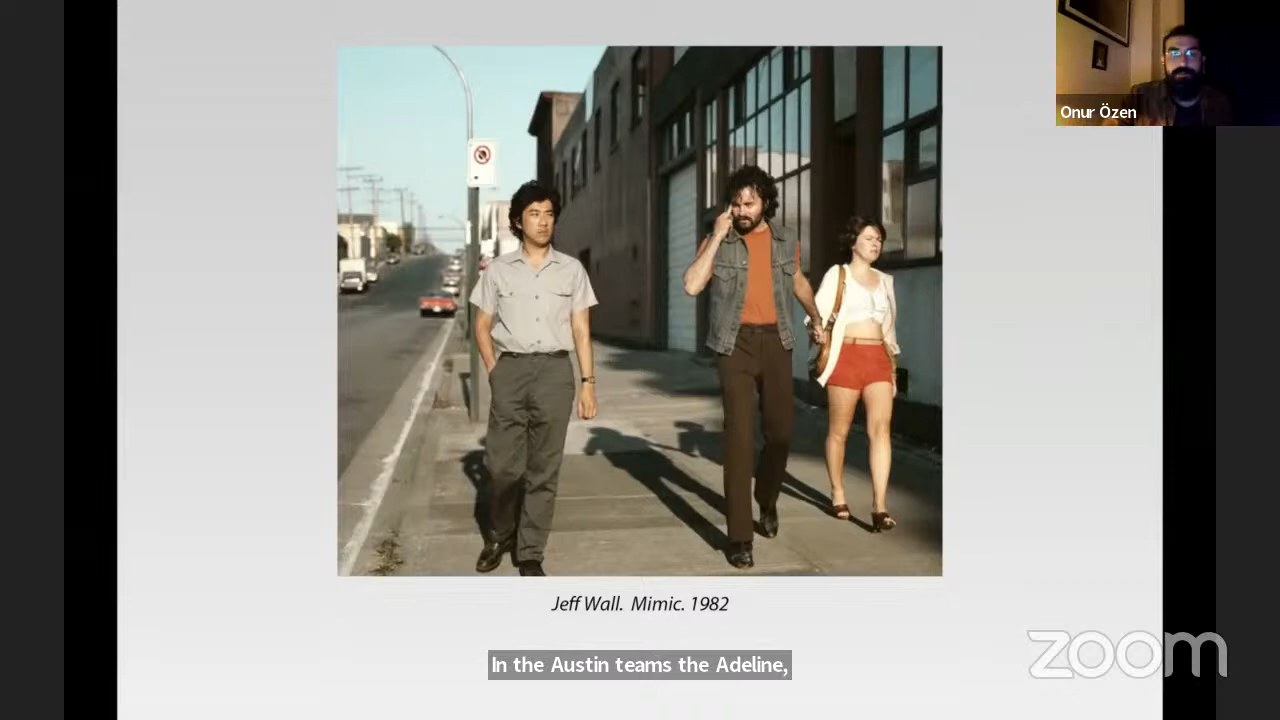 Onur Özen
Jeff Wall. Mimic. 1982
In the Austin teams the Adeline,
zoom